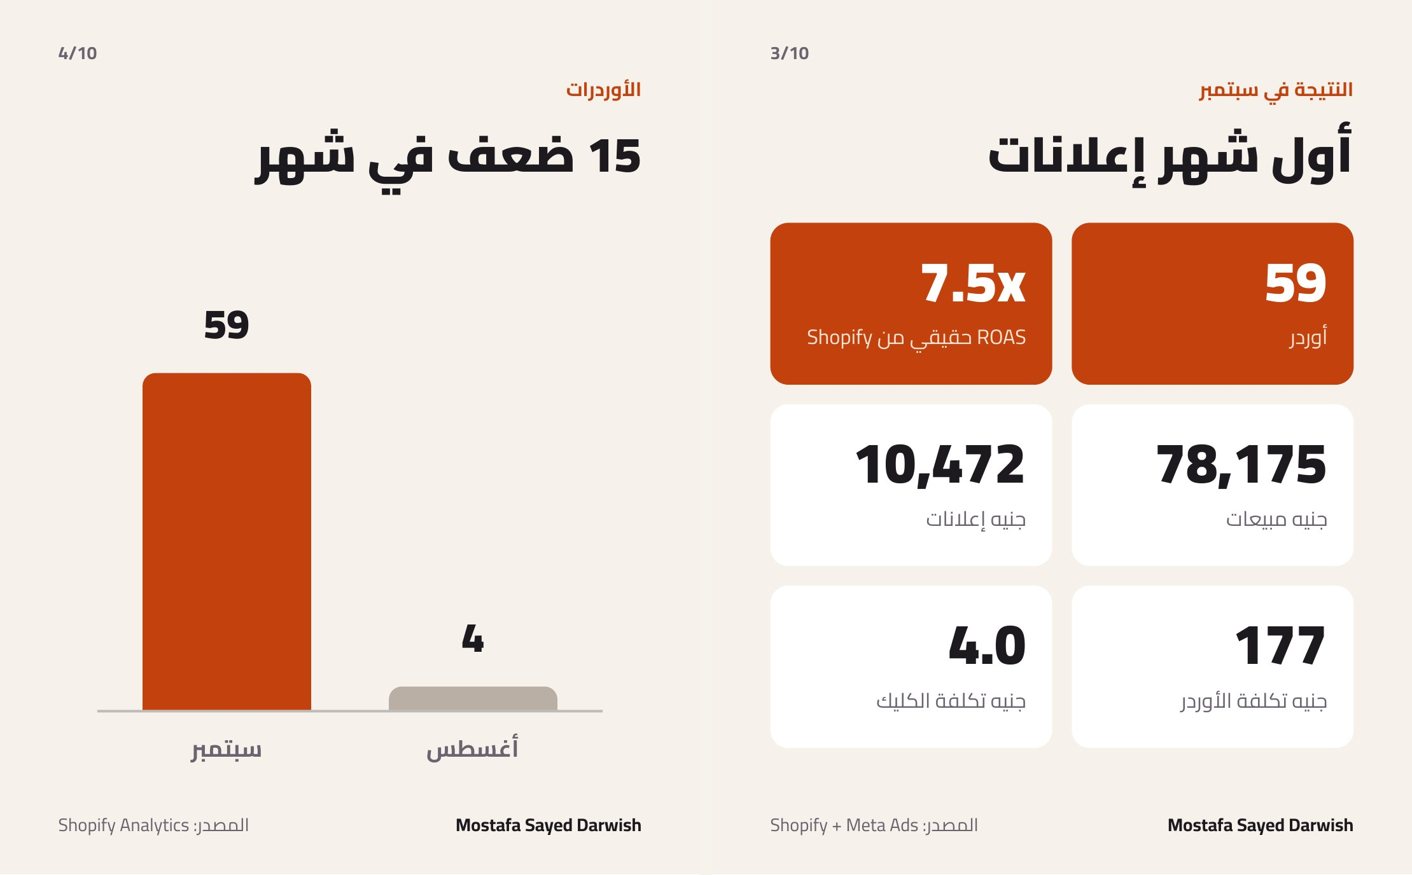 3/10
النتيجة في سبتمبر
أول شهر إعلانات
59
أوردر
7.5x
ROAS حقيقي من Shopify
78,175
جنيه مبيعات
10,472
جنيه إعلانات
177
جنيه تكلفة الأوردر
4.0
جنيه تكلفة الكليك
Mostafa Sayed Darwish
المصدر: Shopify + Meta Ads
4/10
الأوردرات
15 ضعف في شهر
4
أغسطس
59
سبتمبر
Mostafa Sayed Darwish
المصدر: Shopify Analytics